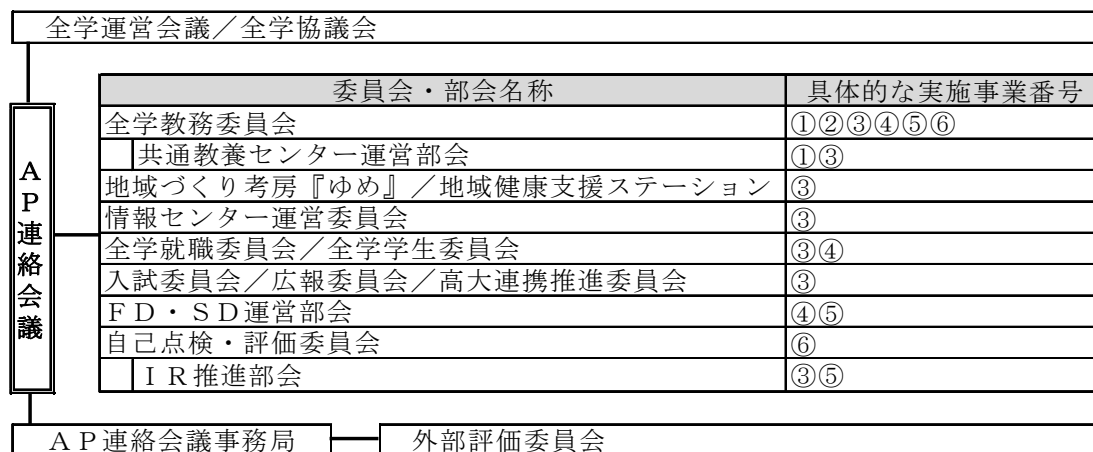 全学運営会議／全学協議会
委員会・部会名称 具体的な実施事業番号
全学教務委員会 ①②③④⑤⑥
共通教養センター運営部会 ①③
地域づくり考房『ゆめ』／地域健康支援ステーション ③
情報センター運営委員会 ③
全学就職委員会／全学学生委員会 ③④
入試委員会／広報委員会／高大連携推進委員会 ③
ＦＤ・ＳＤ運営部会 ④⑤
自己点検・評価委員会 ⑥
ＩＲ推進部会 ③⑤
ＡＰ連絡会議
ＡＰ連絡会議事務局 外部評価委員会